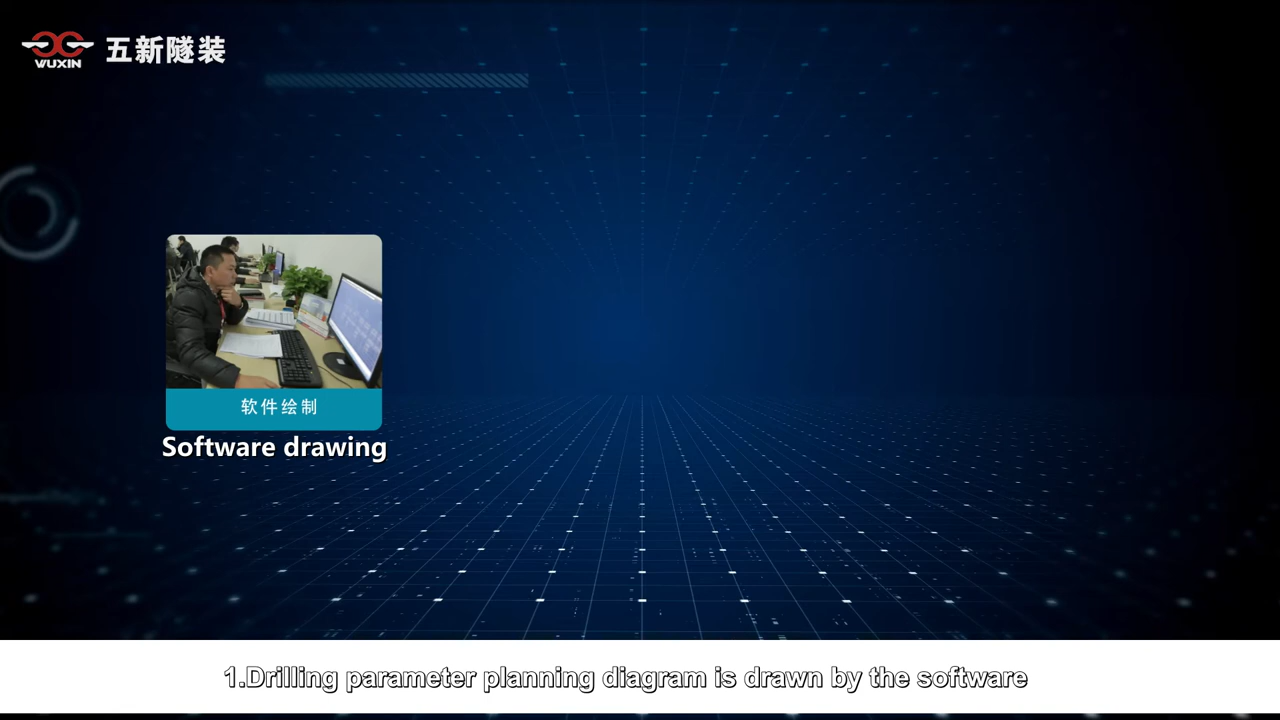 WUXIN 五新隧装
软件绘制
Software drawing
1.Drilling parameter planning diagram is drawn by the software